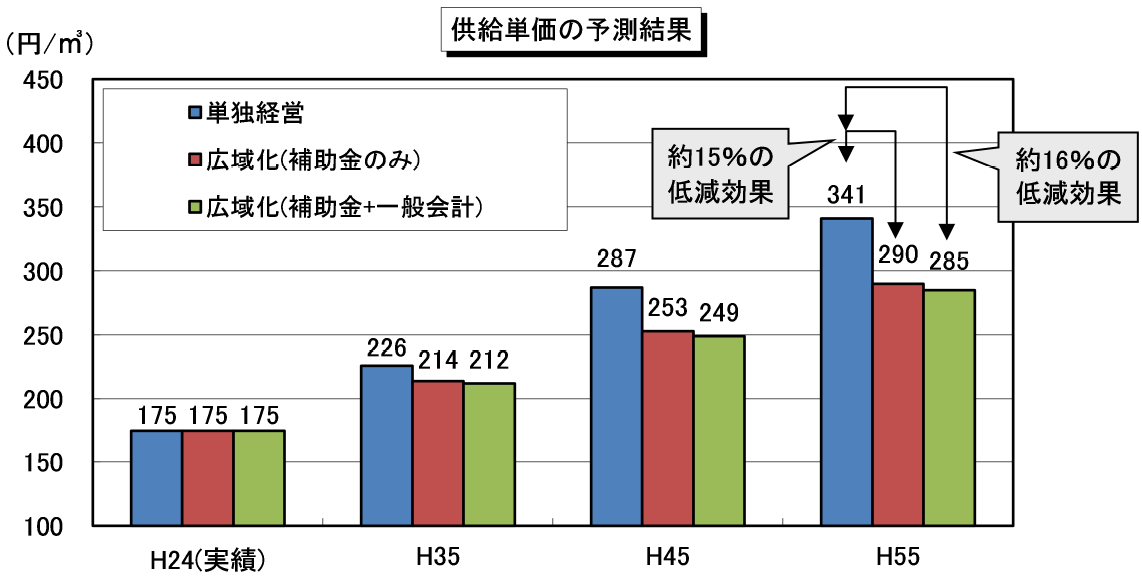 供給単価の予測結果
(円/㎥)
450
400
350
300
250
200
150
100
単独経営
広域化(補助金のみ)
広域化(補助金+一般会計)
約15%の
低減効果
約16%の
低減効果
175 175 175
226 214 212
287 253 249
341 290 285
H24(実績) H35 H45 H55